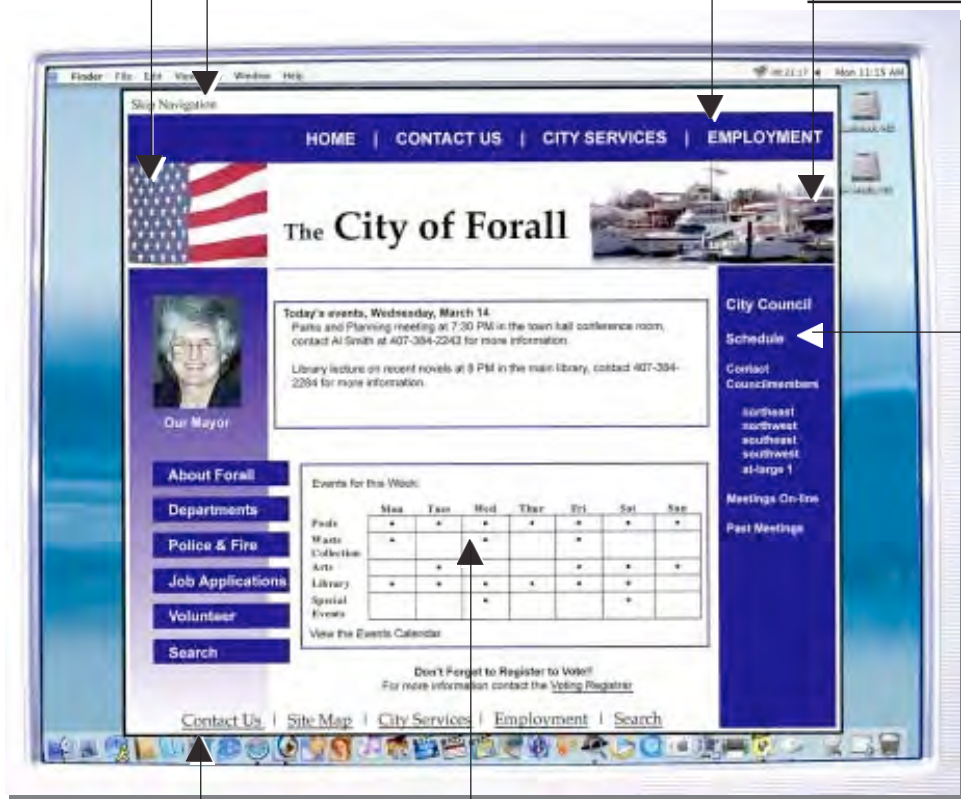 Finder File Edit View Window Help
Mon 11:15 AM
Skip Navigation
HOME | CONTACT US | CITY SERVICES | EMPLOYMENT
The City of Forall
Our Mayor
About Forall
Departments
Police & Fire
Job Applications
Volunteer
Search
Today's events, Wednesday, March 14
Parks and Planning meeting at 7:30 PM in the town hall conference room,
contact Al Smith at 407-384-2243 for more information.
Library lecture on recent novels at 8 PM in the main library, contact 407-384-
2284 for more information.
Events for this Week:
Mon Tues Wed Thur Fri Sat Sun
Pools
Waste
Collection
Arts
Library
Special
Events
View the Events Calendar
Don't Forget to Register to Vote!!
For more information contact the Voting Registrar
Contact Us | Site Map | City Services | Employment | Search
City Council
Schedule
Contact
Councilmembers
northeast
northwest
southeast
southwest
at-large 1
Meetings On-line
Past Meetings